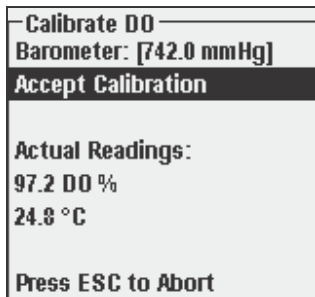 Calibrate DO
Barometer: [742.0 mmHg]
Accept Calibration
Actual Readings:
97.2 DO %
24.8 °C
Press ESC to Abort